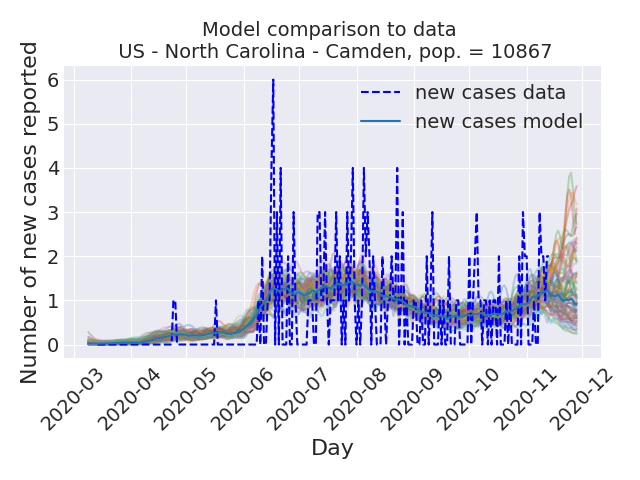 Model comparison to data
US - North Carolina - Camden, pop. = 10867
Number of new cases reported
6
5
4
3
2
1
0
new cases data
new cases model
2020-03
2020-04
2020-05
2020-06
2020-07
2020-08
2020-09
2020-10
2020-11
2020-12
Day